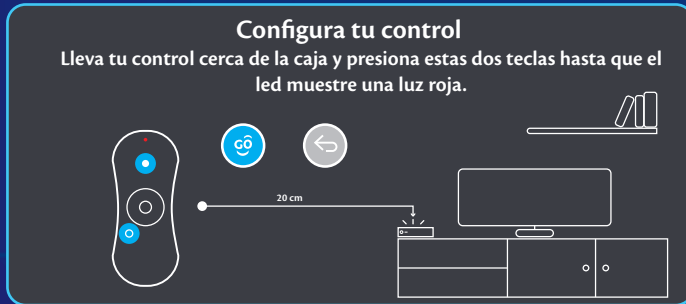 Configura tu control
Lleva tu control cerca de la caja y presiona estas dos teclas hasta que el
led muestre una luz roja.
GO
20 cm